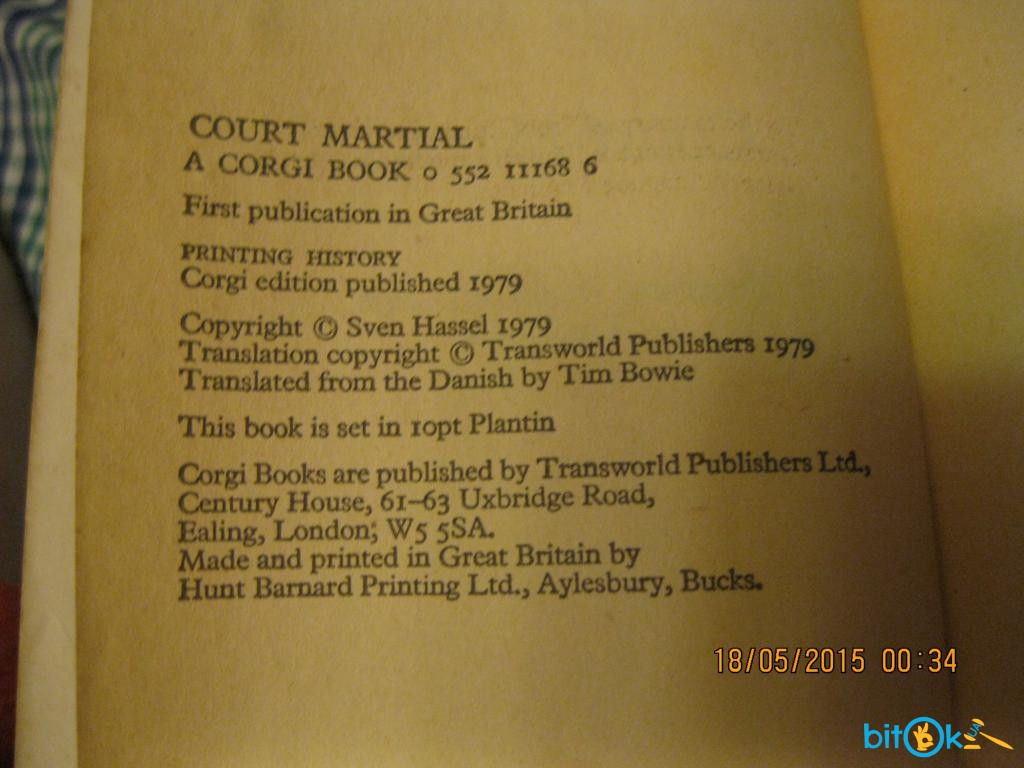 COURT MARTIAL
A CORGI BOOK 0 552 11168 6
First publication in Great Britain
PRINTING HISTORY
Corgi edition published 1979
Copyright © Sven Hassel 1979
Translation copyright © Transworld Publishers 1979
Translated from the Danish by Tim Bowie
This book is set in 10pt Plantin
Corgi Books are published by Transworld Publishers Ltd.,
Century House, 61–63 Uxbridge Road,
Ealing, London; W5 5SA.
Made and printed in Great Britain by
Hunt Barnard Printing Ltd., Aylesbury, Bucks.
18/05/2015 00:34
bitOk UA